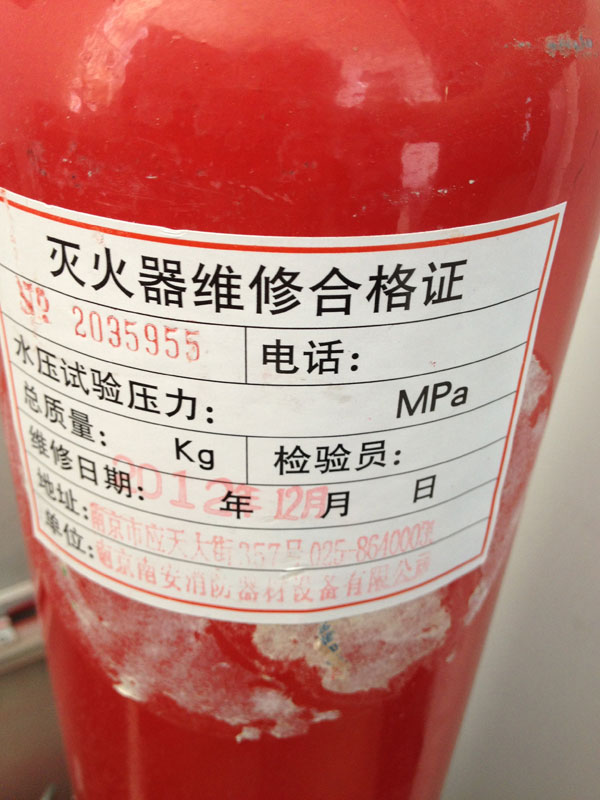 灭火器维修合格证
№ 2035955 电话:
水压试验压力: MPa
总质量: Kg 检验员:
维修日期: 2012年 12月 年 月 日
地址: 南京市应天大街357号 025-8640003
单位: 南京南安消防器材设备有限公司